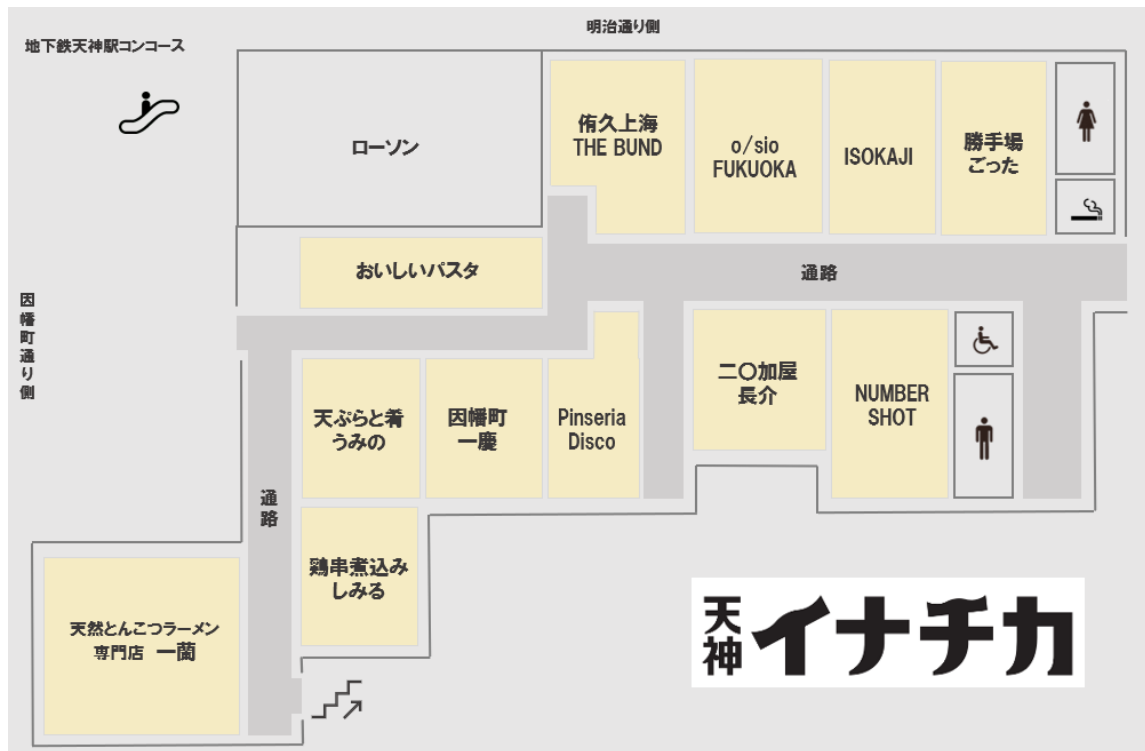 明治通り側
地下鉄天神駅コンコース
ローソン
侑久上海
THE BUND
o/sio
FUKUOKA
ISOKAJI
勝手場
ごった
おいしいパスタ
通路
因幡町通り側
天ぷらと肴
うみの
因幡町
一慶
Pinseria
Disco
二〇加屋
長介
NUMBER
SHOT
通路
鶏串煮込み
しみる
天然とんこつラーメン
専門店 一蘭
天神
イナチカ